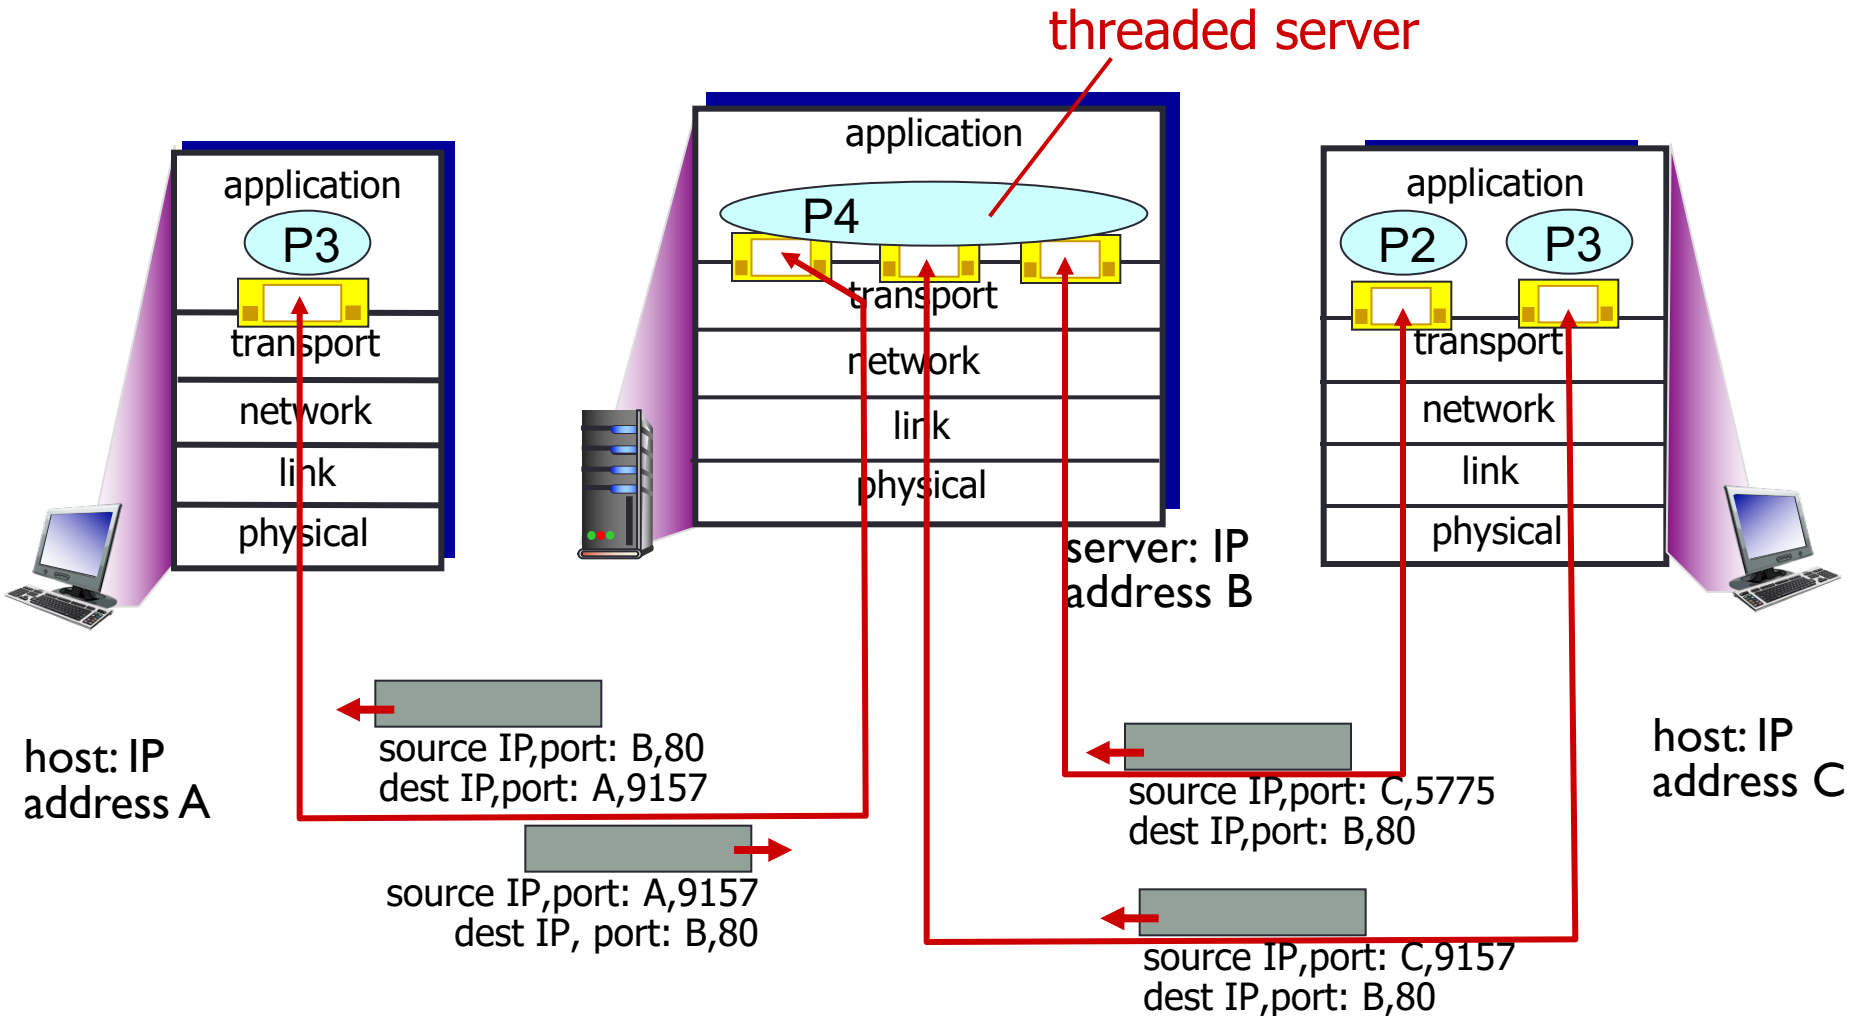 threaded server
application
P3
transport
network
link
physical
application
P4
transport
network
link
physical
application
P2
P3
transport
network
link
physical
server: IP
address B
host: IP
address A
source IP,port: B,80
dest IP,port: A,9157
source IP,port: A,9157
dest IP, port: B,80
source IP,port: C,5775
dest IP,port: B,80
source IP,port: C,9157
dest IP,port: B,80
host: IP
address C